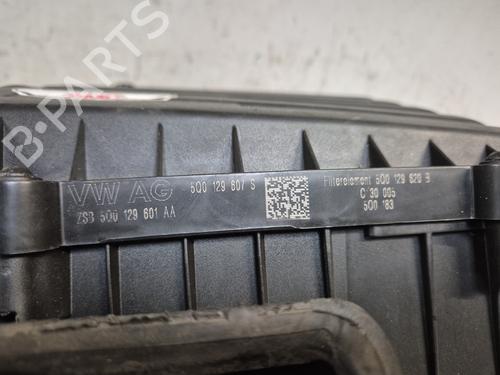 B-PARTS
VW AG
5Q0 129 607 S
ZSB 5Q0 129 601 AA
Filterelement 5Q0 129 620 B
C 30 005
5Q0 183